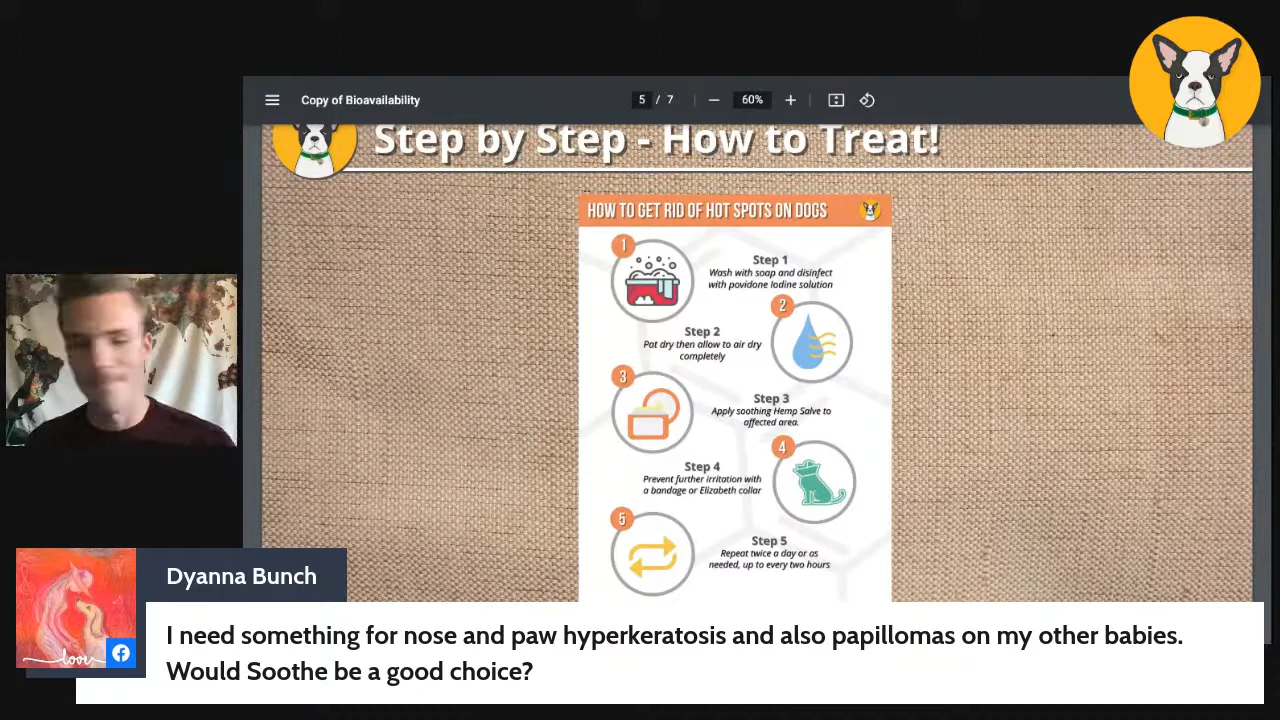 Copy of Bioavailability
5 / 7
60%
Step by Step - How to Treat!
HOW TO GET RID OF HOT SPOTS ON DOGS
1
Step 1
Wash with soap and disinfect
with povidone Iodine solution
2
Step 2
Pat dry then allow to air dry
completely
3
Step 3
Apply soothing Hemp Salve to
affected area.
4
Step 4
Prevent further irritation with
a bandage or Elizabeth collar
5
Step 5
Repeat twice a day or as
needed, up to every two hours
love
Dyanna Bunch
I need something for nose and paw hyperkeratosis and also papillomas on my other babies.
Would Soothe be a good choice?